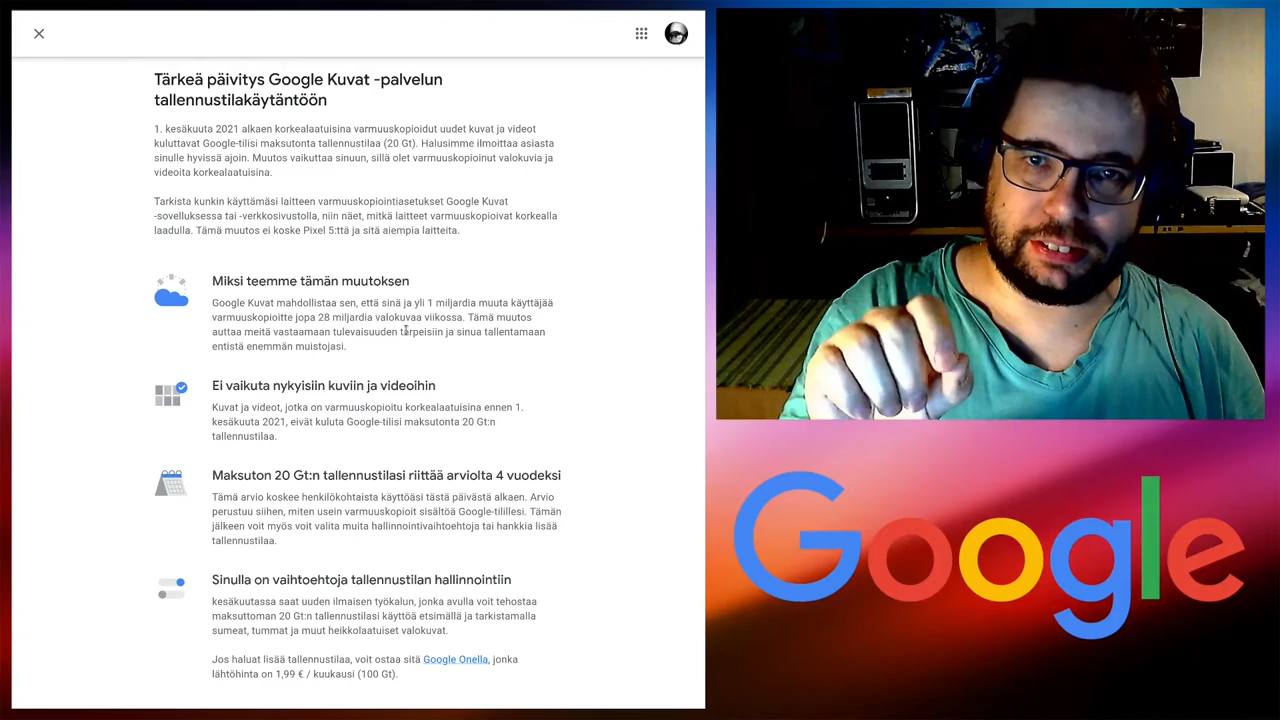 Tärkeä päivitys Google Kuvat -palvelun
tallennustilakäytäntöön
1. kesäkuuta 2021 alkaen korkealaatuisina varmuuskopioidut uudet kuvat ja videot
kuluttavat Google-tilisi maksutonta tallennustilaa (20 Gt). Halusimme ilmoittaa asiasta
sinulle hyvissä ajoin. Muutos vaikuttaa sinuun, sillä olet varmuuskopioinut valokuvia ja
videoita korkealaatuisina.
Tarkista kunkin käyttämäsi laitteen varmuuskopiointiasetukset Google Kuvat
-sovelluksessa tai -verkkosivustolla, niin näet, mitkä laitteet varmuuskopioivat korkealla
laadulla. Tämä muutos ei koske Pixel 5:ttä ja sitä aiempia laitteita.
Miksi teemme tämän muutoksen
Google Kuvat mahdollistaa sen, että sinä ja yli 1 miljardia muuta käyttäjää
varmuuskopioitte jopa 28 miljardia valokuvaa viikossa. Tämä muutos
auttaa meitä vastaamaan tulevaisuuden tarpeisiin ja sinua tallentamaan
entistä enemmän muistojasi.
Ei vaikuta nykyisiin kuviin ja videoihin
Kuvat ja videot, jotka on varmuuskopioitu korkealaatuisina ennen 1.
kesäkuuta 2021, eivät kuluta Google-tilisi maksutonta 20 Gt:n
tallennustilaa.
Maksuton 20 Gt:n tallennustilasi riittää arviolta 4 vuodeksi
Tämä arvio koskee henkilökohtaista käyttöäsi tästä päivästä alkaen. Arvio
perustuu siihen, miten usein varmuuskopioit sisältöä Google-tilillesi. Tämän
jälkeen voit myös voit valita muita hallinnointivaihtoehtoja tai hankkia lisää
tallennustilaa.
Sinulla on vaihtoehtoja tallennustilan hallinnointiin
kesäkuutassa saat uuden ilmaisen työkalun, jonka avulla voit tehostaa
maksuttoman 20 Gt:n tallennustilasi käyttöä etsimällä ja tarkistamalla
sumeat, tummat ja muut heikkolaatuiset valokuvat.
Jos haluat lisää tallennustilaa, voit ostaa sitä Google Onella, jonka
lähtöhinta on 1,99 € / kuukausi (100 Gt).
Google